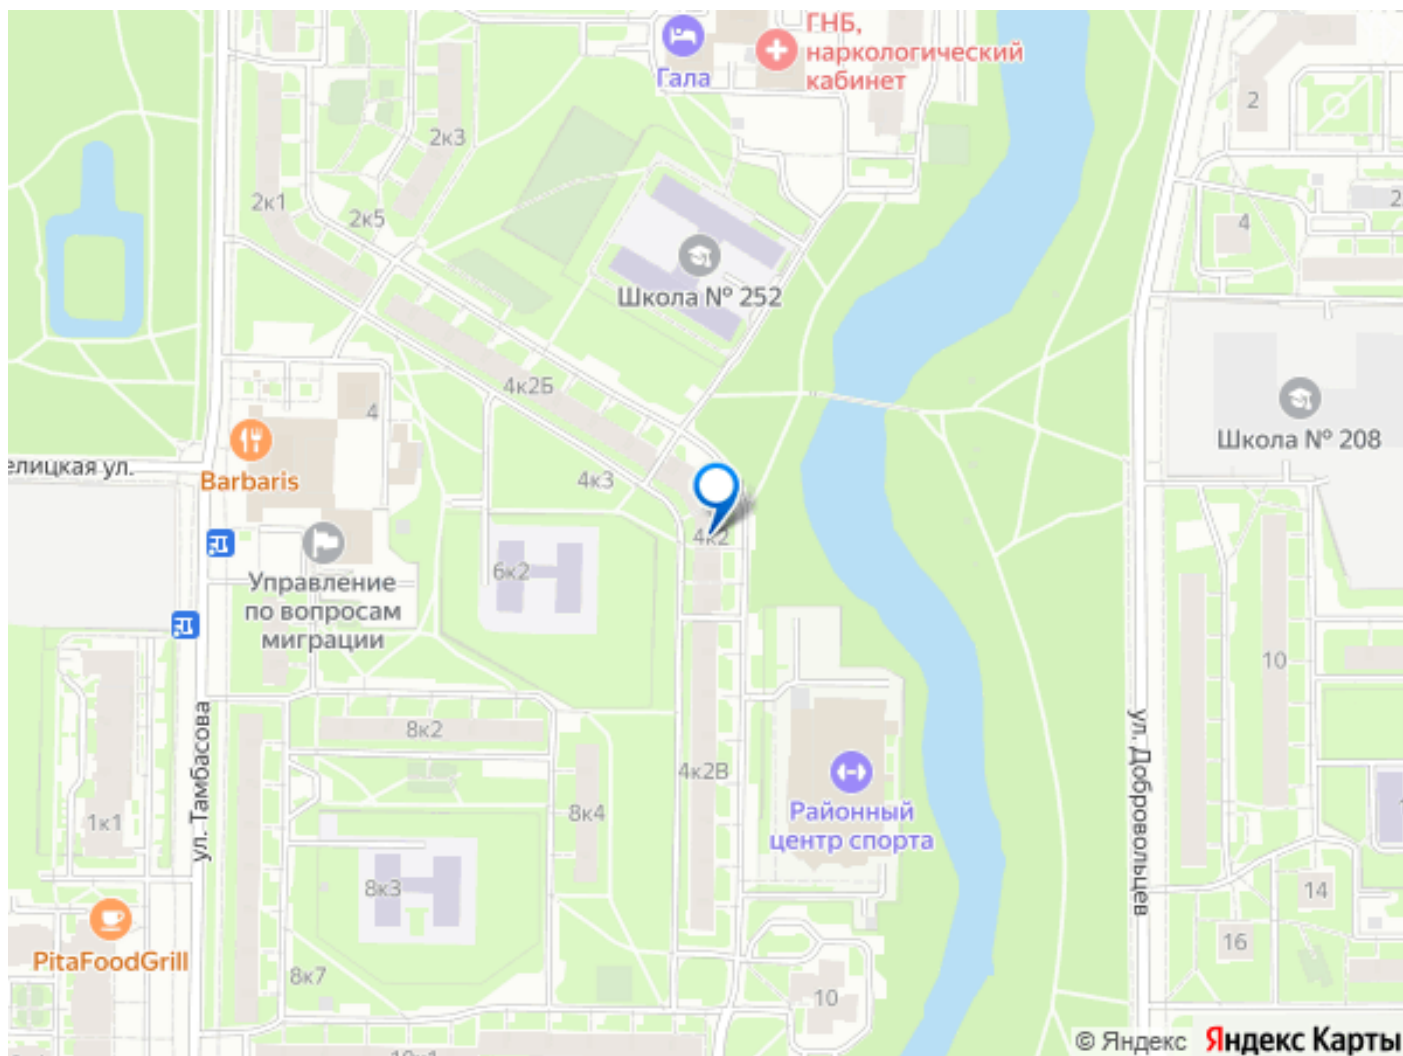 ГНБ,
наркологический
кабинет
Гала
2
2к3
2к1
2к5
4
2
Школа № 252
4к2Б
4
Школа № 208
елицкая ул.
Barbaris
4к3
4к2
6к2
Управление
по вопросам
миграции
10
ул. Тамбасова
8к2
4к2В
ул. Добровольцев
8к4
1к1
Районный
центр спорта
8к3
14
16
PitaFoodGrill
8к7
10
© Яндекс Яндекс Карты